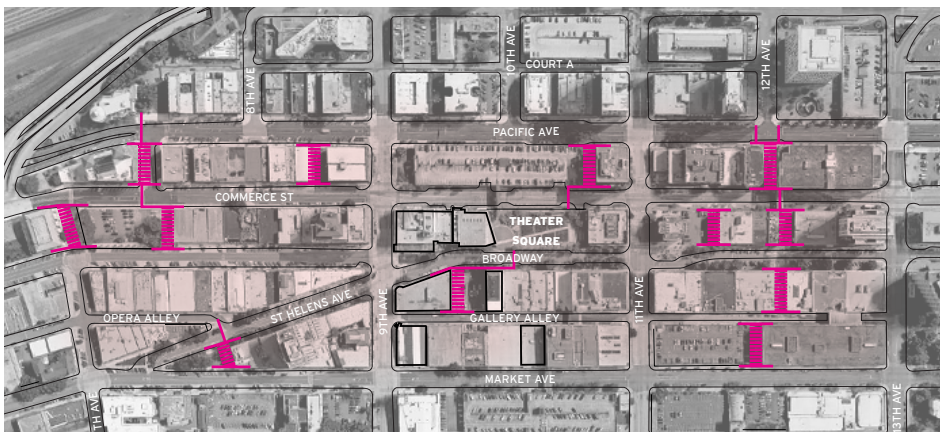 10TH AVE
COURT A
12TH AVE
8TH AVE
PACIFIC AVE
COMMERCE ST
THEATER
SQUARE
BROADWAY
ST HELENS AVE
9TH AVE
11TH AVE
OPERA ALLEY
GALLERY ALLEY
MARKET AVE
13TH AVE